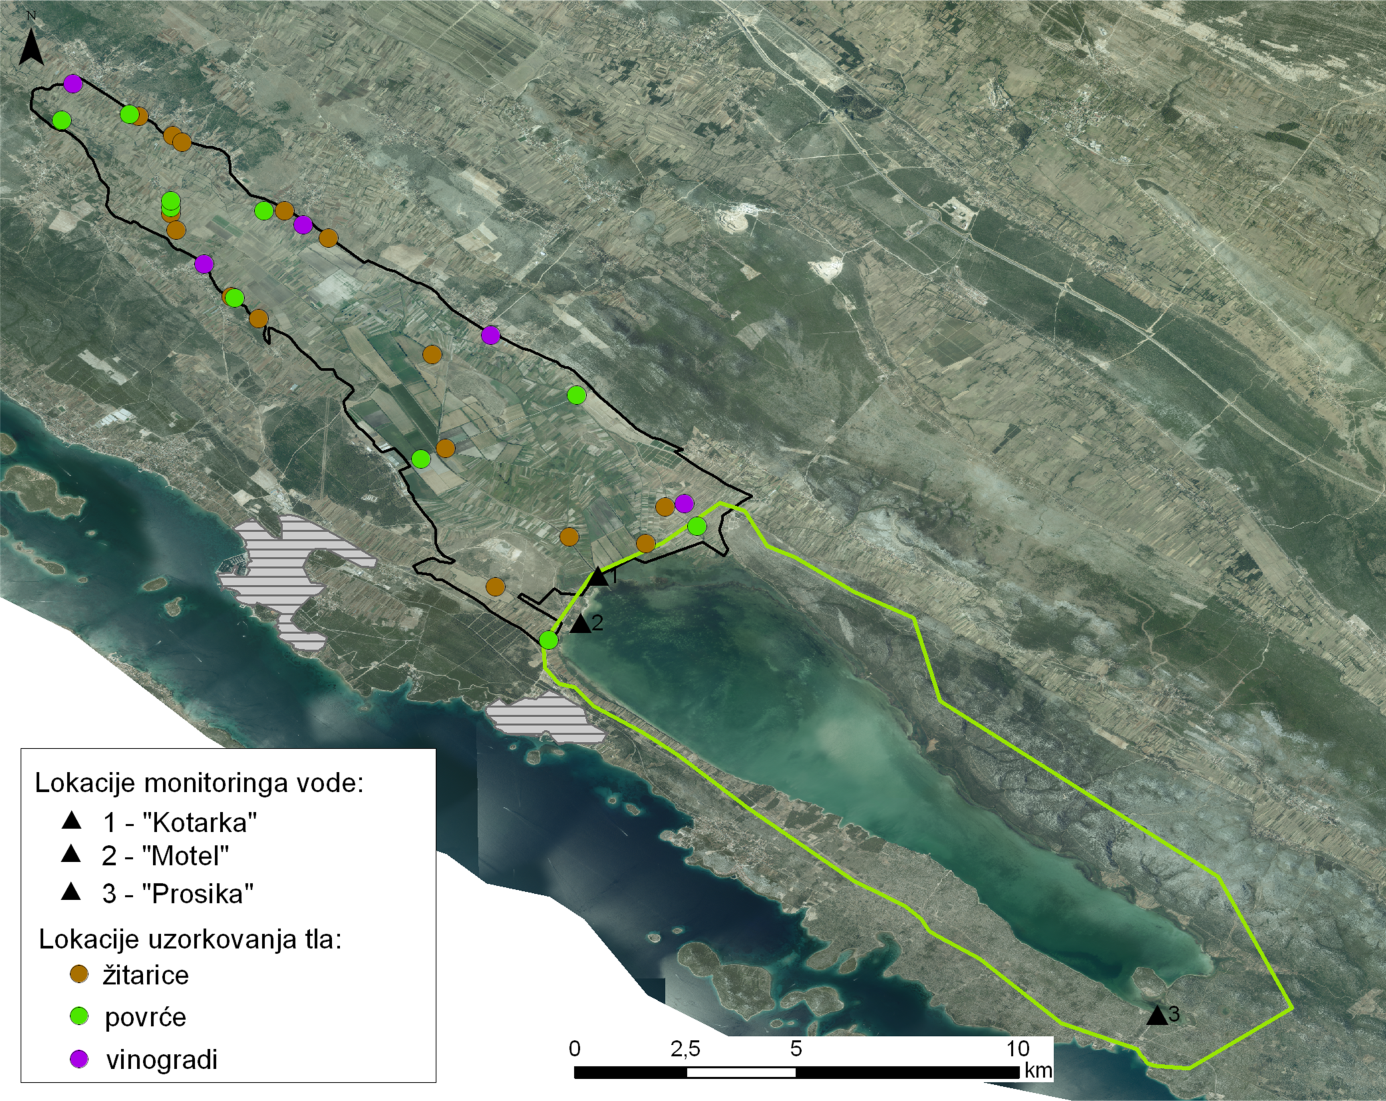 N
1
2
3
Lokacije monitoringa vode:
1 - "Kotarka"
2 - "Motel"
3 - "Prosika"
Lokacije uzorkovanja tla:
žitarice
povrće
vinogradi
0 2,5 5 10
km